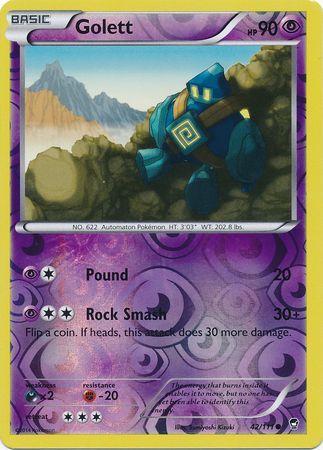 BASIC
Golett
HP 90
NO. 622 Automaton Pokémon HT: 3'03" WT: 202.8 lbs.
Pound 20
Rock Smash 30+
Flip a coin. If heads, this attack does 30 more damage.
weakness
×2
resistance
-20
retreat
The energy that burns inside it
enables it to move, but no one has
yet been able to identify this
energy.
©2014 Pokémon
Illus. Sumiyoshi Kizuki
42/111